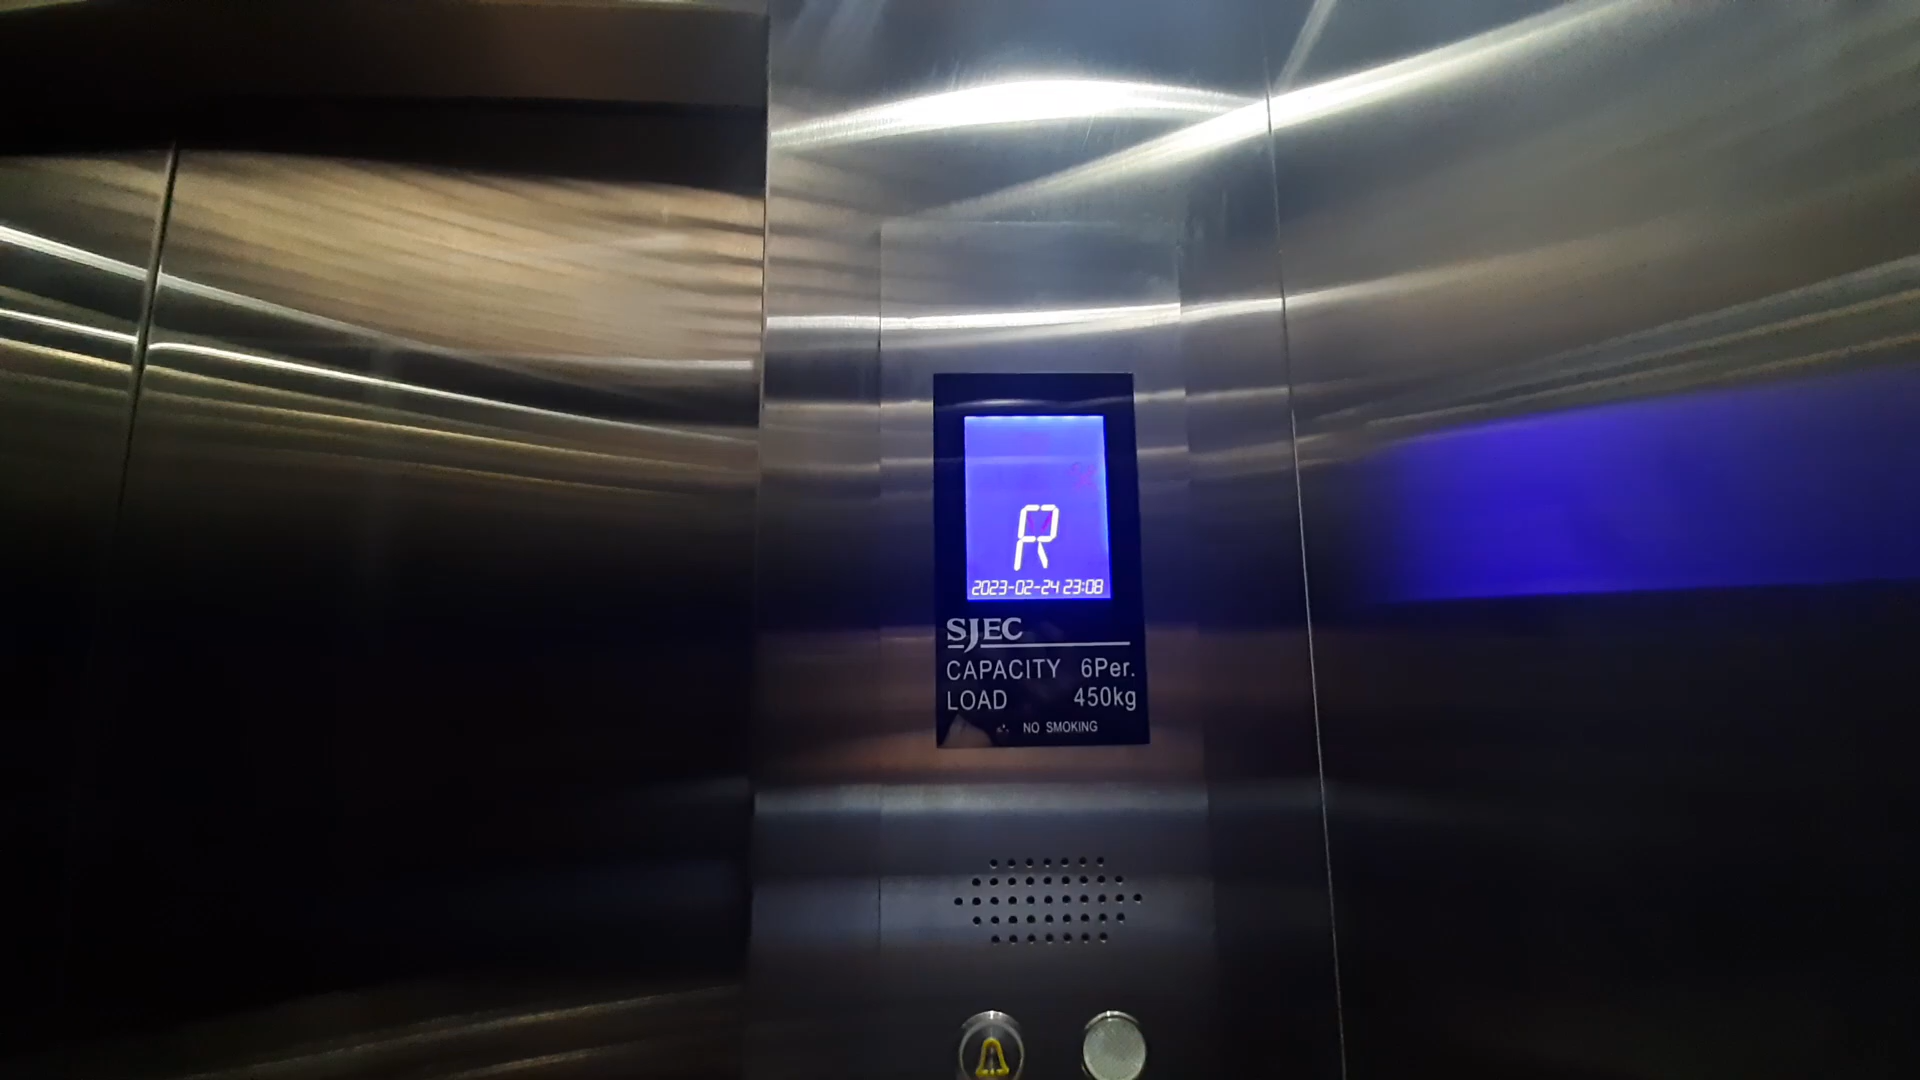 R
2023-02-24 23:08
SJEC
CAPACITY 6Per.
LOAD 450kg
NO SMOKING